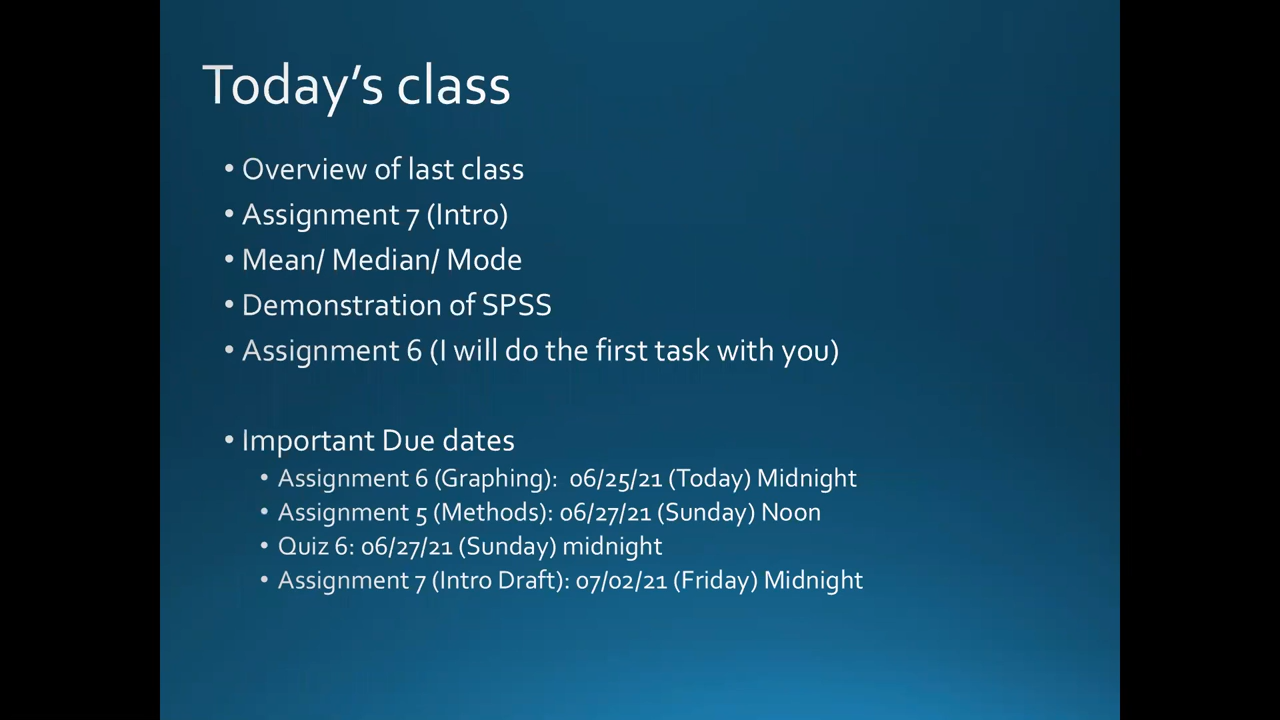 Today’s class
• Overview of last class
• Assignment 7 (Intro)
• Mean/ Median/ Mode
• Demonstration of SPSS
• Assignment 6 (I will do the first task with you)
• Important Due dates
• Assignment 6 (Graphing):  06/25/21 (Today) Midnight
• Assignment 5 (Methods): 06/27/21 (Sunday) Noon
• Quiz 6: 06/27/21 (Sunday) midnight
• Assignment 7 (Intro Draft): 07/02/21 (Friday) Midnight